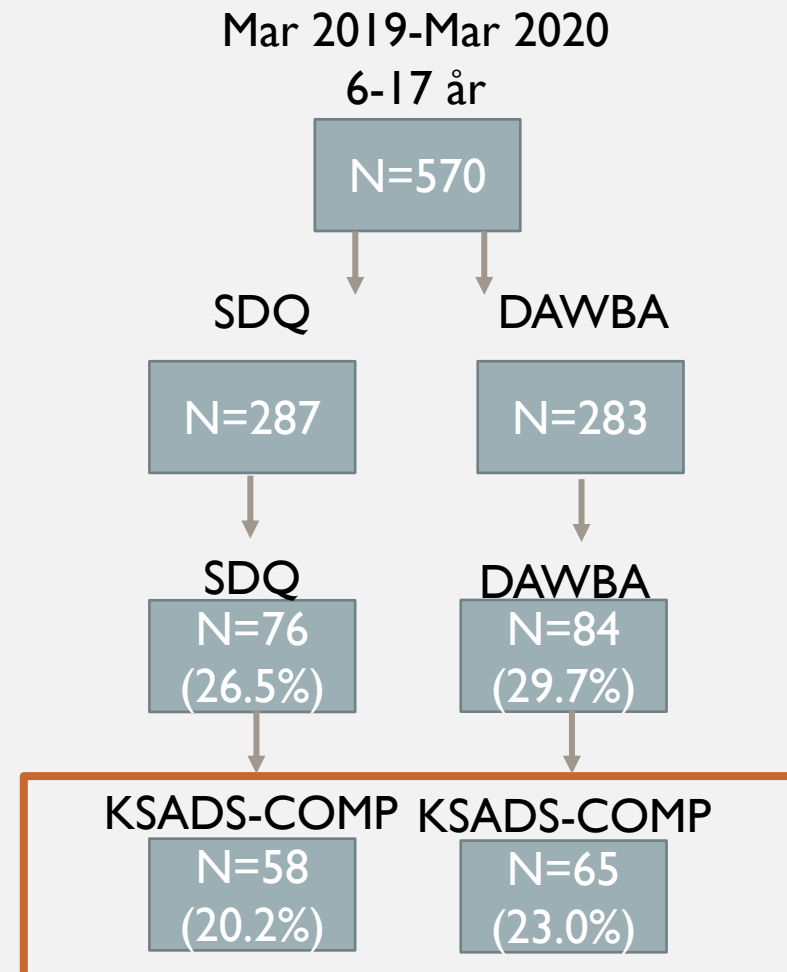 Mar 2019-Mar 2020
6-17 år
N=570
SDQ
DAWBA
N=287
N=283
SDQ
DAWBA
N=76
(26.5%)
N=84
(29.7%)
KSADS-COMP
KSADS-COMP
N=58
(20.2%)
N=65
(23.0%)